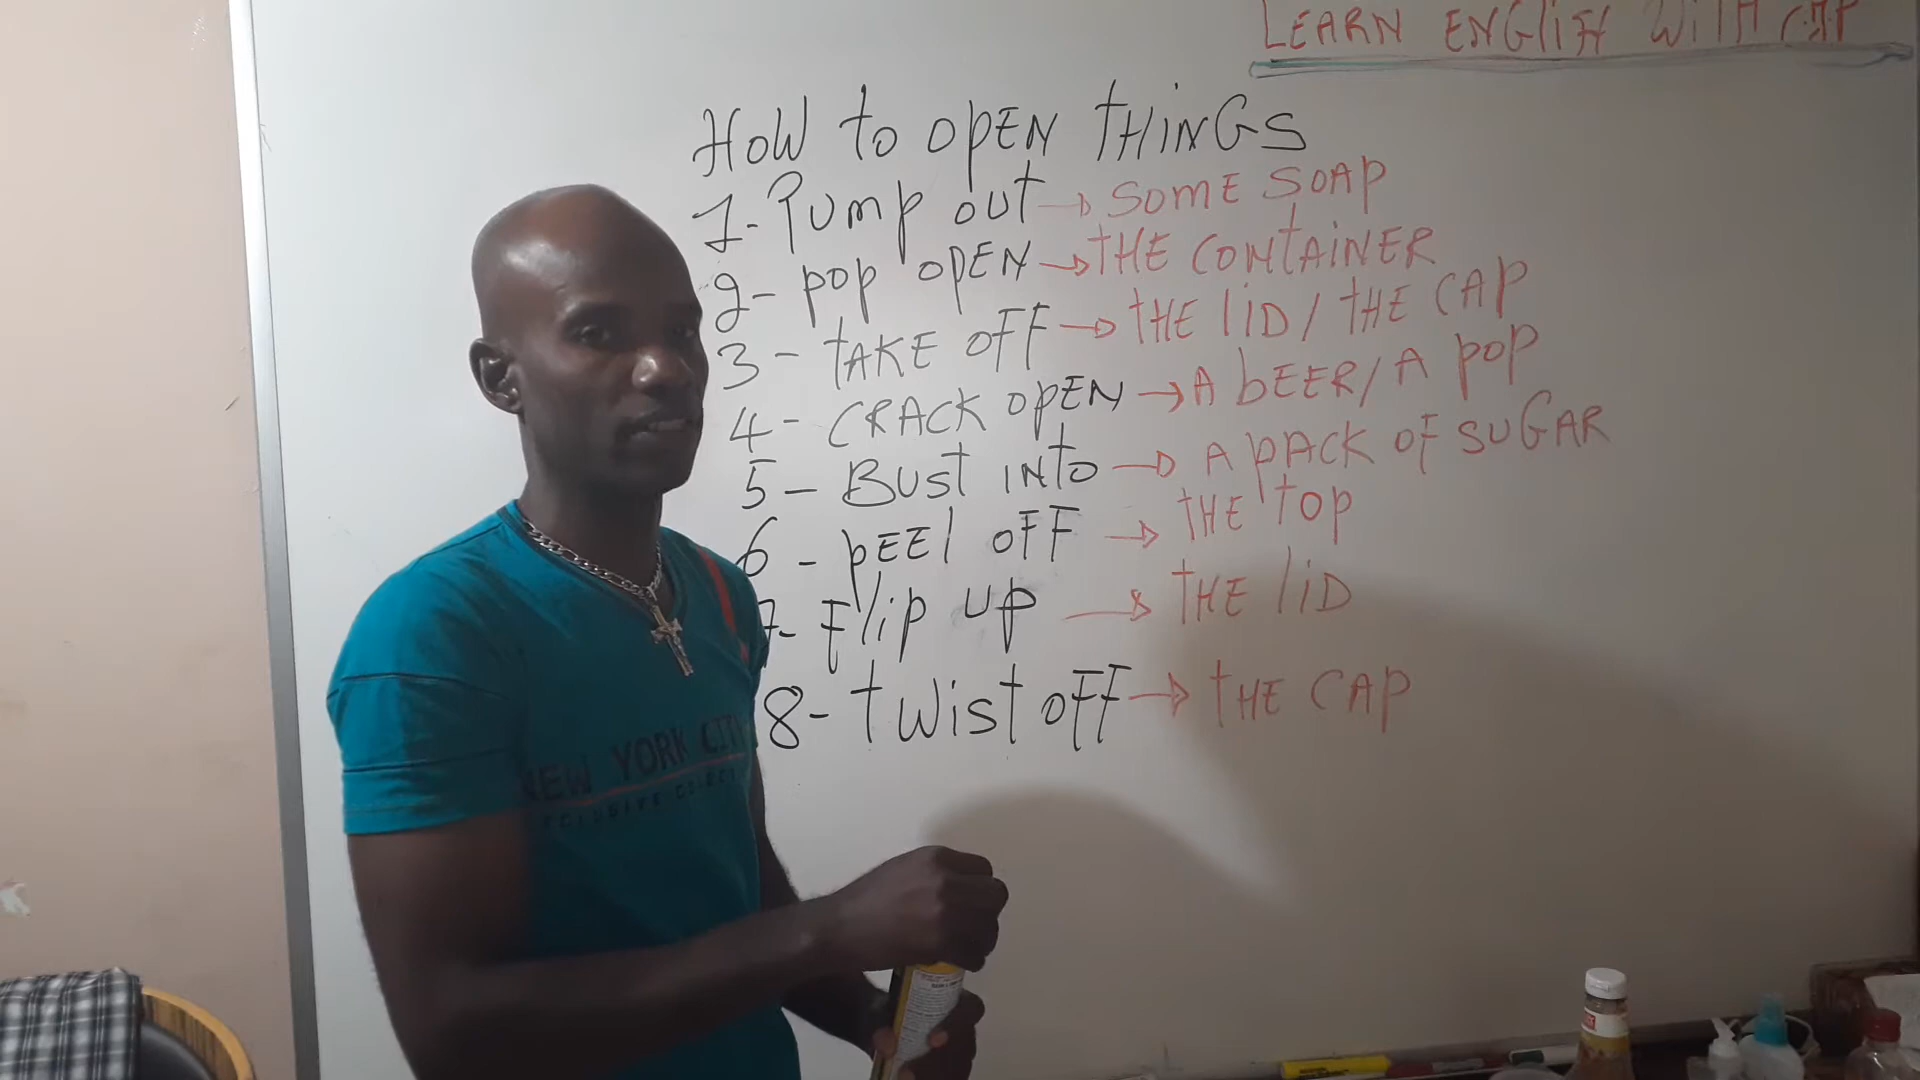 LEARN ENGLISH WITH CAP
HOW to OPEN tHINGS
1- Pump out → SOME SOAP
2- pop OPEN → tHE CONtAINER
3- tAKE OFF → tHE liD / tHE CAP
4- CRACK OPEN → A bEER / A pop
5- Bust INtO → A pACK OF SUGAR
6- pEEl OFF → tHE top
7- Flip up → tHE liD
8- twist OFF → tHE CAP
NEW YORK CITY